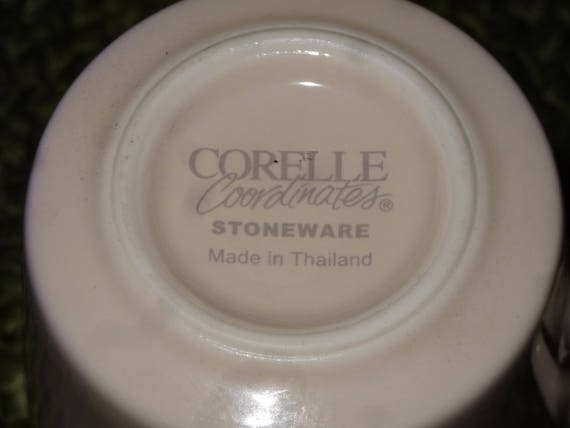 CORELLE
Coordinates®
STONEWARE
Made in Thailand